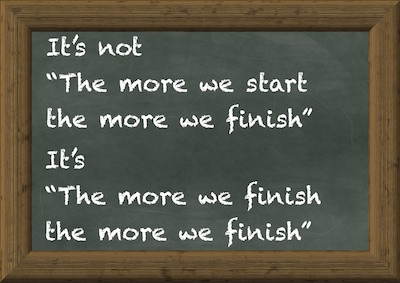 It's not
“The more we start
the more we finish”
It's
“The more we finish
the more we finish”